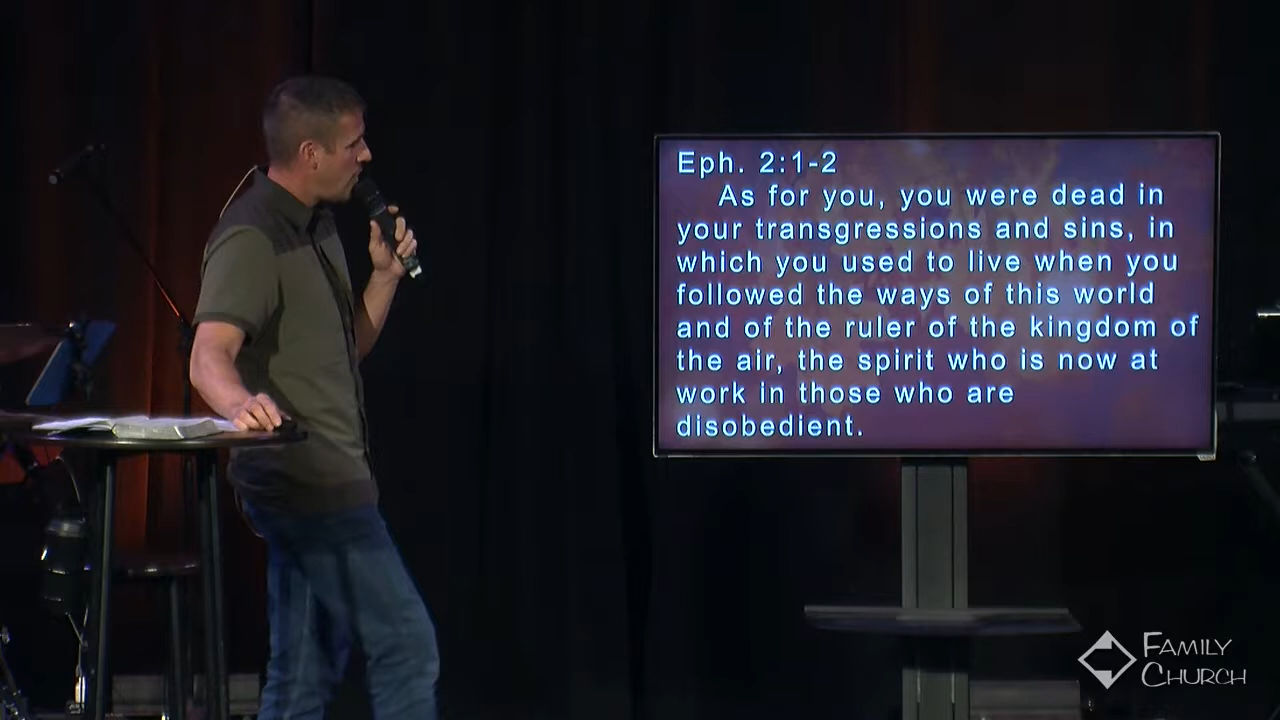 Eph. 2:1-2
As for you, you were dead in
your transgressions and sins, in
which you used to live when you
followed the ways of this world
and of the ruler of the kingdom of
the air, the spirit who is now at
work in those who are
disobedient.
FAMILY
CHURCH